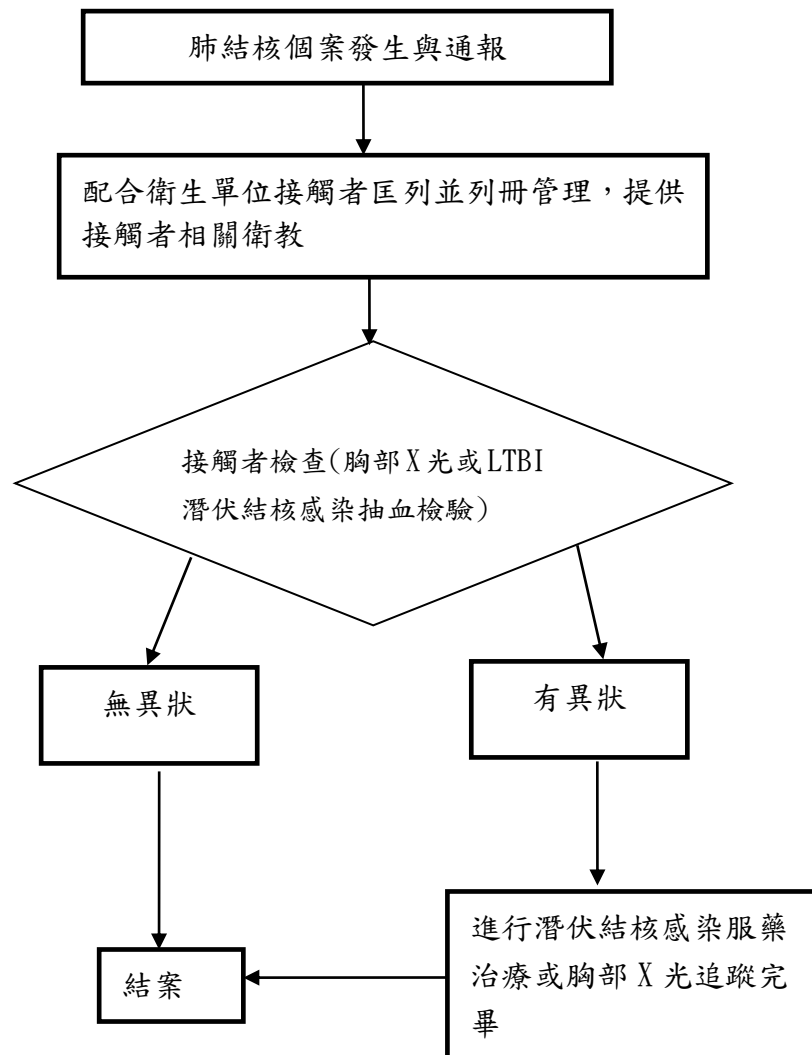 肺結核個案發生與通報
配合衛生單位接觸者匡列並列冊管理，提供
接觸者相關衛教
接觸者檢查(胸部X光或LTBI
潛伏結核感染抽血檢驗)
無異狀
有異狀
進行潛伏結核感染服藥
治療或胸部X光追蹤完
畢
結案